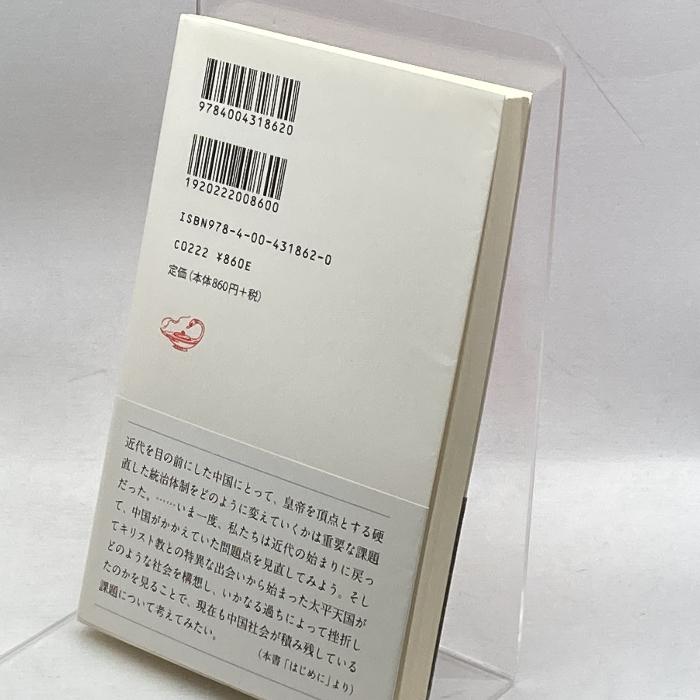 9784004318620
1920222008600
ISBN978-4-00-431862-0
C0222 ¥860E
定価(本体860円+税)
近代を目の前にした中国にとって、皇帝を頂点とする硬
直した統治体制をどのように変えていくかは重要な課題
だった。……いま一度、私たちは近代の始まりに戻っ
て、中国がかかえていた問題点を見直してみよう。そし
てキリスト教との特異な出会いから始まった太平天国が
どのような社会を構想し、いかなる過ちによって挫折し
たのかを見ることで、現在も中国社会が積み残している
課題について考えてみたい。
(本書「はじめに」より)